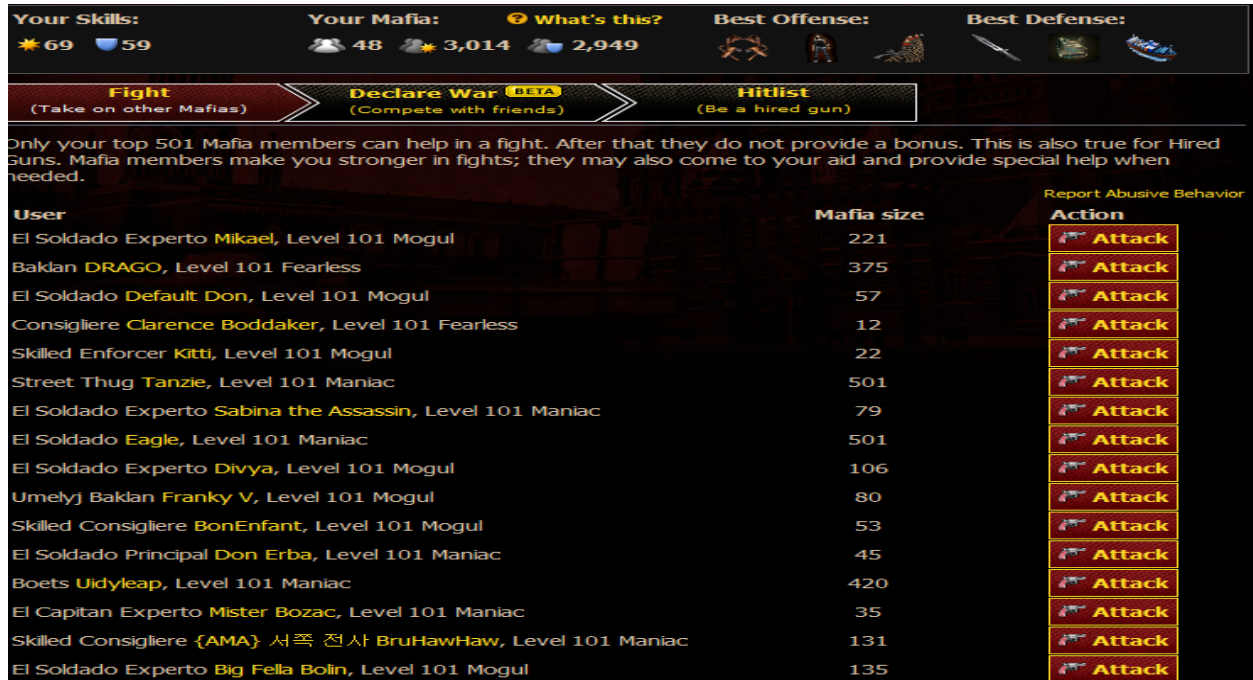 Your Skills: Your Mafia: What's this? Best Offense: Best Defense:
69 59 48 3,014 2,949
Fight Declare War BETA Hitlist
(Take on other Mafias) (Compete with friends) (Be a hired gun)
Only your top 501 Mafia members can help in a fight. After that they do not provide a bonus. This is also true for Hired
Guns. Mafia members make you stronger in fights; they may also come to your aid and provide special help when
needed.
Report Abusive Behavior
User Mafia size Action
El Soldado Experto Mikael, Level 101 Mogul 221 Attack
Baklan DRAGO, Level 101 Fearless 375 Attack
El Soldado Default Don, Level 101 Mogul 57 Attack
Consigliere Clarence Boddaker, Level 101 Fearless 12 Attack
Skilled Enforcer Kitti, Level 101 Mogul 22 Attack
Street Thug Tanzie, Level 101 Maniac 501 Attack
El Soldado Experto Sabina the Assassin, Level 101 Maniac 79 Attack
El Soldado Eagle, Level 101 Maniac 501 Attack
El Soldado Experto Divya, Level 101 Mogul 106 Attack
Umelyj Baklan Franky V, Level 101 Mogul 80 Attack
Skilled Consigliere BonEnfant, Level 101 Mogul 53 Attack
El Soldado Principal Don Erba, Level 101 Maniac 45 Attack
Boets Uidyleap, Level 101 Maniac 420 Attack
El Capitan Experto Mister Bozac, Level 101 Maniac 35 Attack
Skilled Consigliere {AMA} 서쪽 전사 BruHawHaw, Level 101 Maniac 131 Attack
El Soldado Experto Big Fella Bolin, Level 101 Mogul 135 Attack